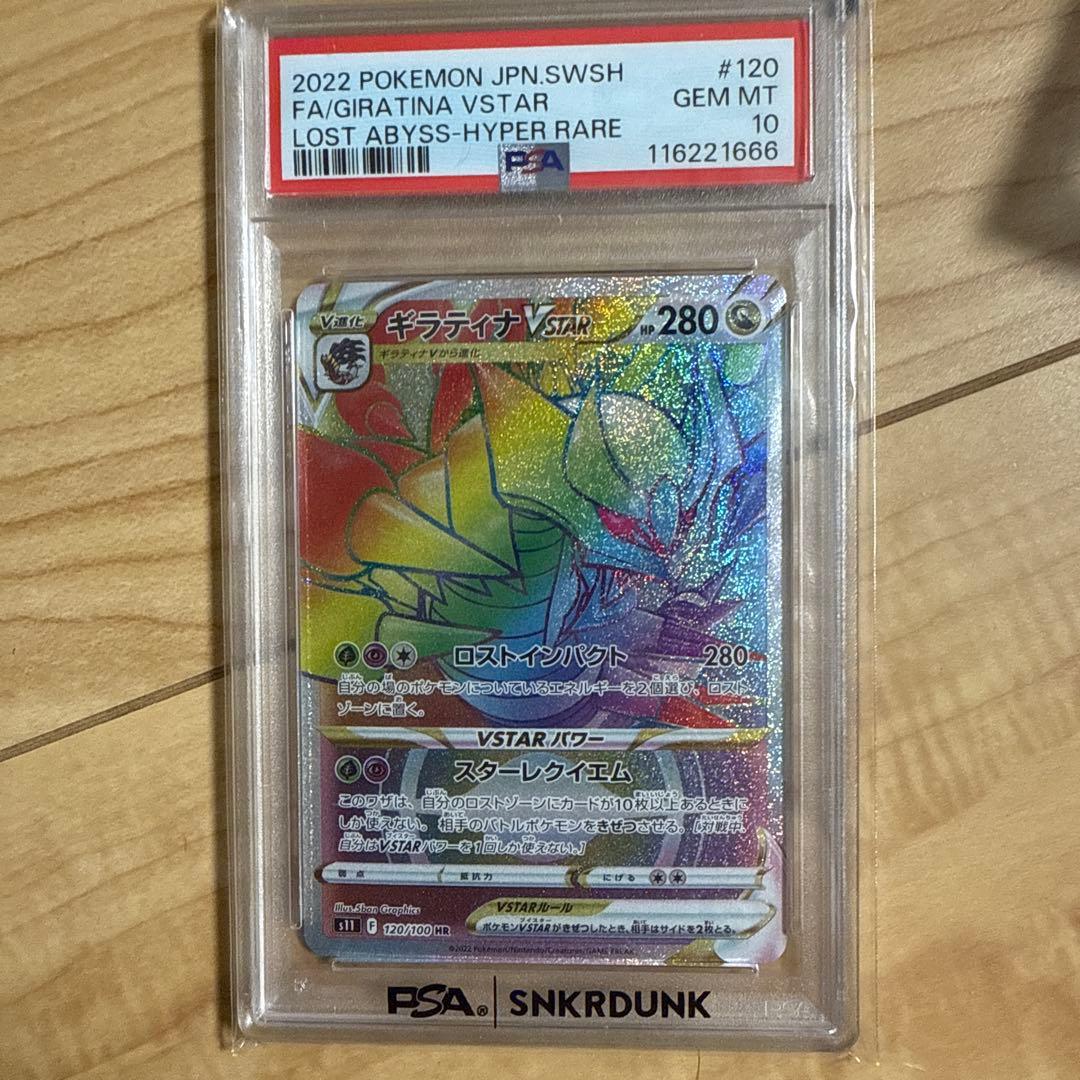 2022 POKEMON JPN.SWSH #120
FA/GIRATINA VSTAR GEM MT
LOST ABYSS-HYPER RARE 10
116221666
PSA
V進化
ギラティナVSTAR HP 280
ギラティナVから進化
ロストインパクト 280
自分の場のポケモンについているエネルギーを2個選び、ロスト
ゾーンに置く。
VSTARパワー
スターレクイエム
このワザは、自分のロストゾーンにカードが10枚以上あるときに
しか使えない。相手のバトルポケモンをきぜつさせる。[対戦中、
自分はVSTARパワーを1回しか使えない。]
弱点 抵抗力 にげる
Illus. 5ban Graphics
VSTARルール
s11 F 120/100 HR
ポケモンVSTARがきぜつしたとき、相手はサイドを2枚とる。
©2022 Pokémon/Nintendo/Creatures/GAME FREAK
PSA® | SNKRDUNK